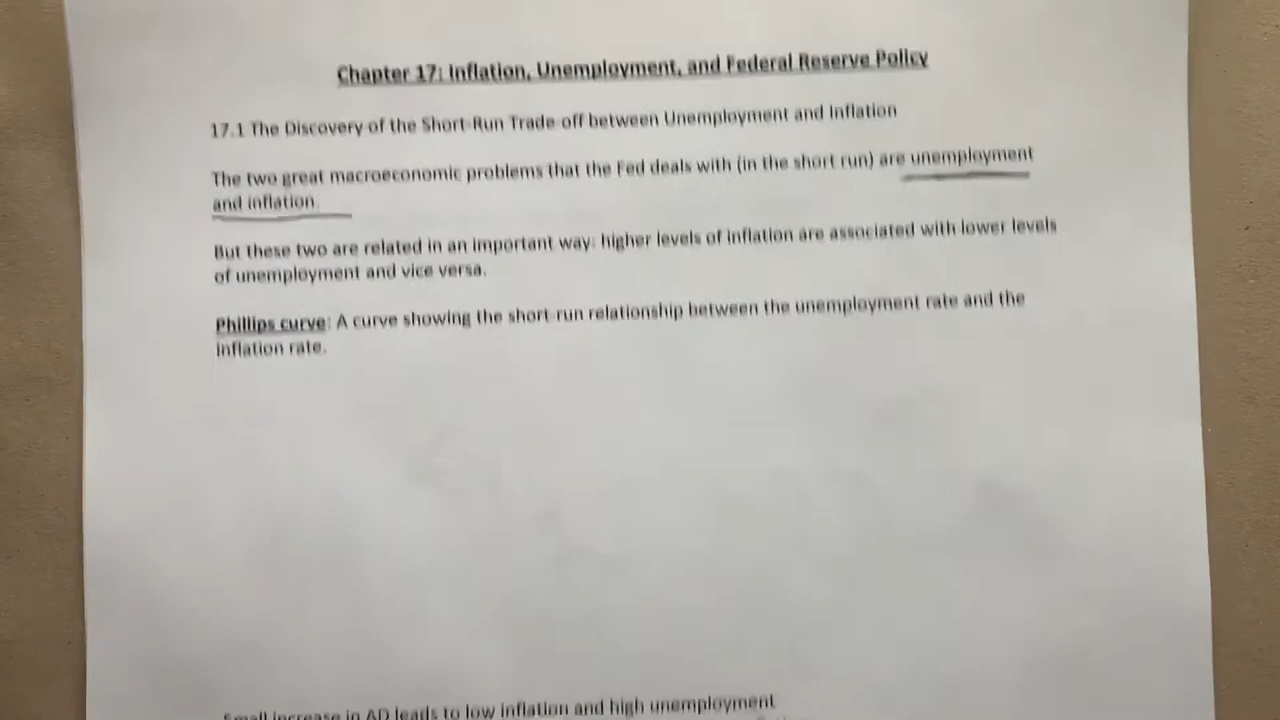 Chapter 17: Inflation, Unemployment, and Federal Reserve Policy
17.1 The Discovery of the Short-Run Trade-off between Unemployment and Inflation
The two great macroeconomic problems that the Fed deals with (in the short run) are unemployment
and inflation.
But these two are related in an important way: higher levels of inflation are associated with lower levels
of unemployment and vice versa.
Phillips curve: A curve showing the short-run relationship between the unemployment rate and the
inflation rate.
Small increase in AD leads to low inflation and high unemployment